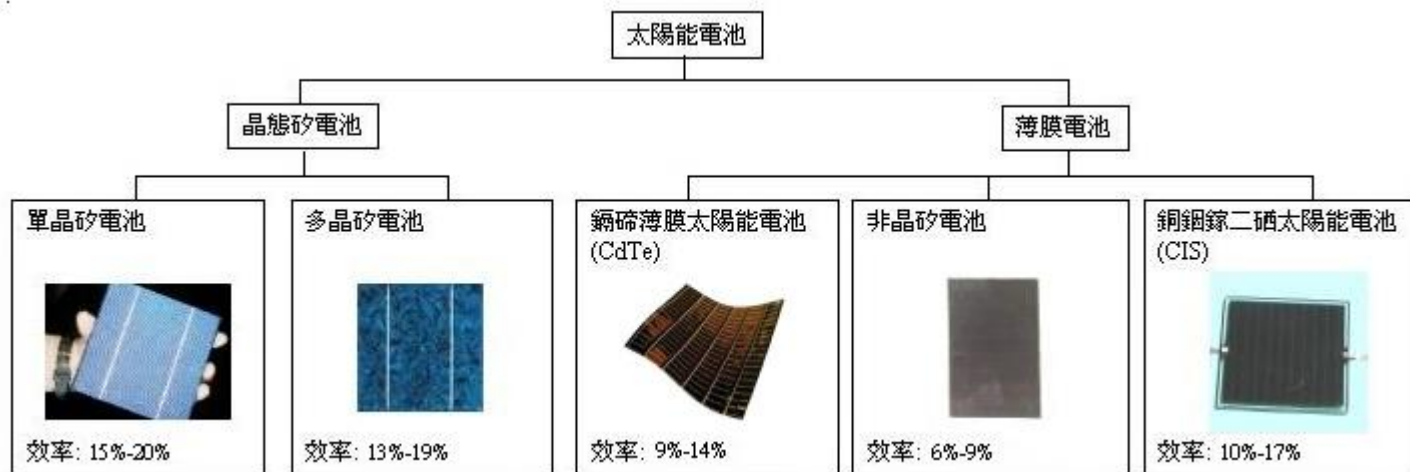 太陽能電池
晶態矽電池
薄膜電池
單晶矽電池
效率: 15%-20%
多晶矽電池
效率: 13%-19%
鎘碲薄膜太陽能電池
(CdTe)
效率: 9%-14%
非晶矽電池
效率: 6%-9%
銅銦鎵二硒太陽能電池
(CIS)
效率: 10%-17%